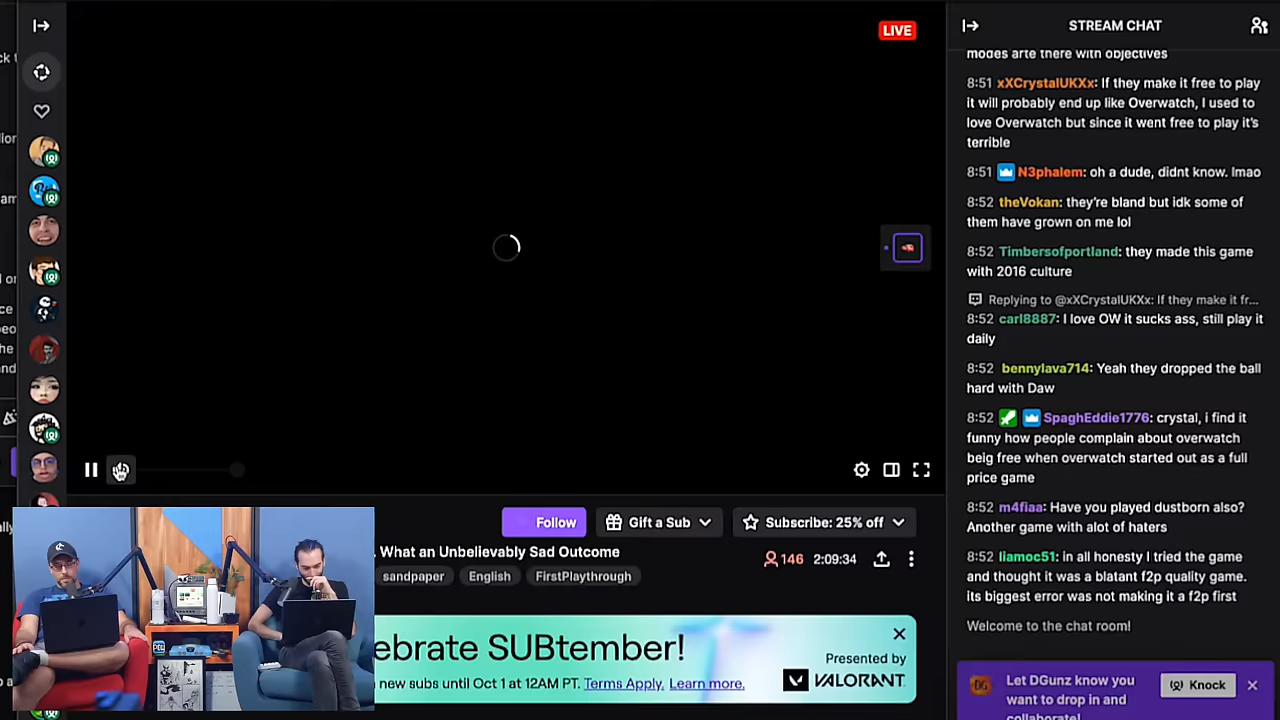 LIVE
STREAM CHAT
modes arte there with objectives
8:51 xXCrystalUKXx: If they make it free to play
it will probably end up like Overwatch, I used to
love Overwatch but since it went free to play it's
terrible
8:51 N3phalem: oh a dude, didnt know. lmao
8:52 theVokan: they're bland but idk some of
them have grown on me lol
8:52 Timbersofportland: they made this game
with 2016 culture
Replying to @xXCrystalUKXx: If they make it fr...
8:52 carl8887: I love OW it sucks ass, still play it
daily
8:52 bennylava714: Yeah they dropped the ball
hard with Daw
8:52 SpaghEddie1776: crystal, i find it
funny how people complain about overwatch
beig free when overwatch started out as a full
price game
8:52 m4fiaa: Have you played dustborn also?
Another game with alot of haters
8:52 liamoc51: in all honesty I tried the game
and thought it was a blatant f2p quality game.
its biggest error was not making it a f2p first
Welcome to the chat room!
Let DGunz know you
want to drop in and
collaborate!
Knock
Follow
Gift a Sub
Subscribe: 25% off
. What an Unbelievably Sad Outcome
146 2:09:34
sandpaper English FirstPlaythrough
ebrate SUBtember!
new subs until Oct 1 at 12AM PT. Terms Apply. Learn more.
Presented by
VALORANT